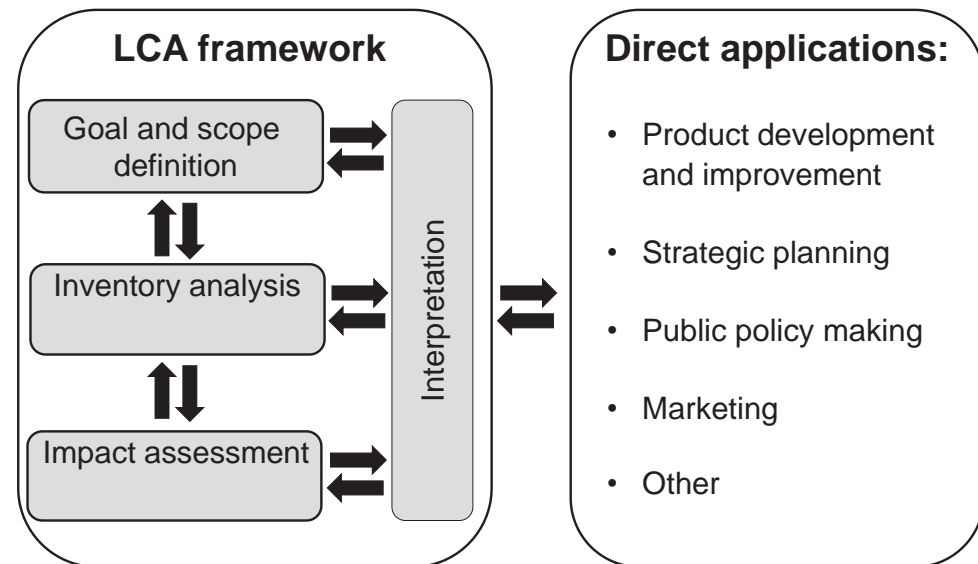 LCA framework
Goal and scope
definition
Inventory analysis
Impact assessment
Interpretation
Direct applications:
• Product development
and improvement
• Strategic planning
• Public policy making
• Marketing
• Other